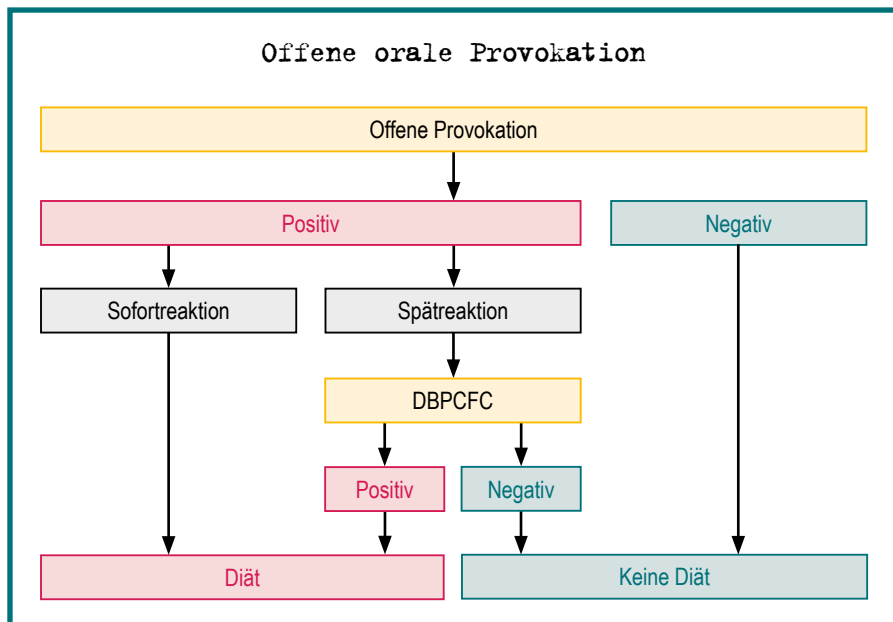 Offene orale Provokation
Offene Provokation
Positiv
Negativ
Sofortreaktion
Spätreaktion
DBPCFC
Positiv
Negativ
Diät
Keine Diät